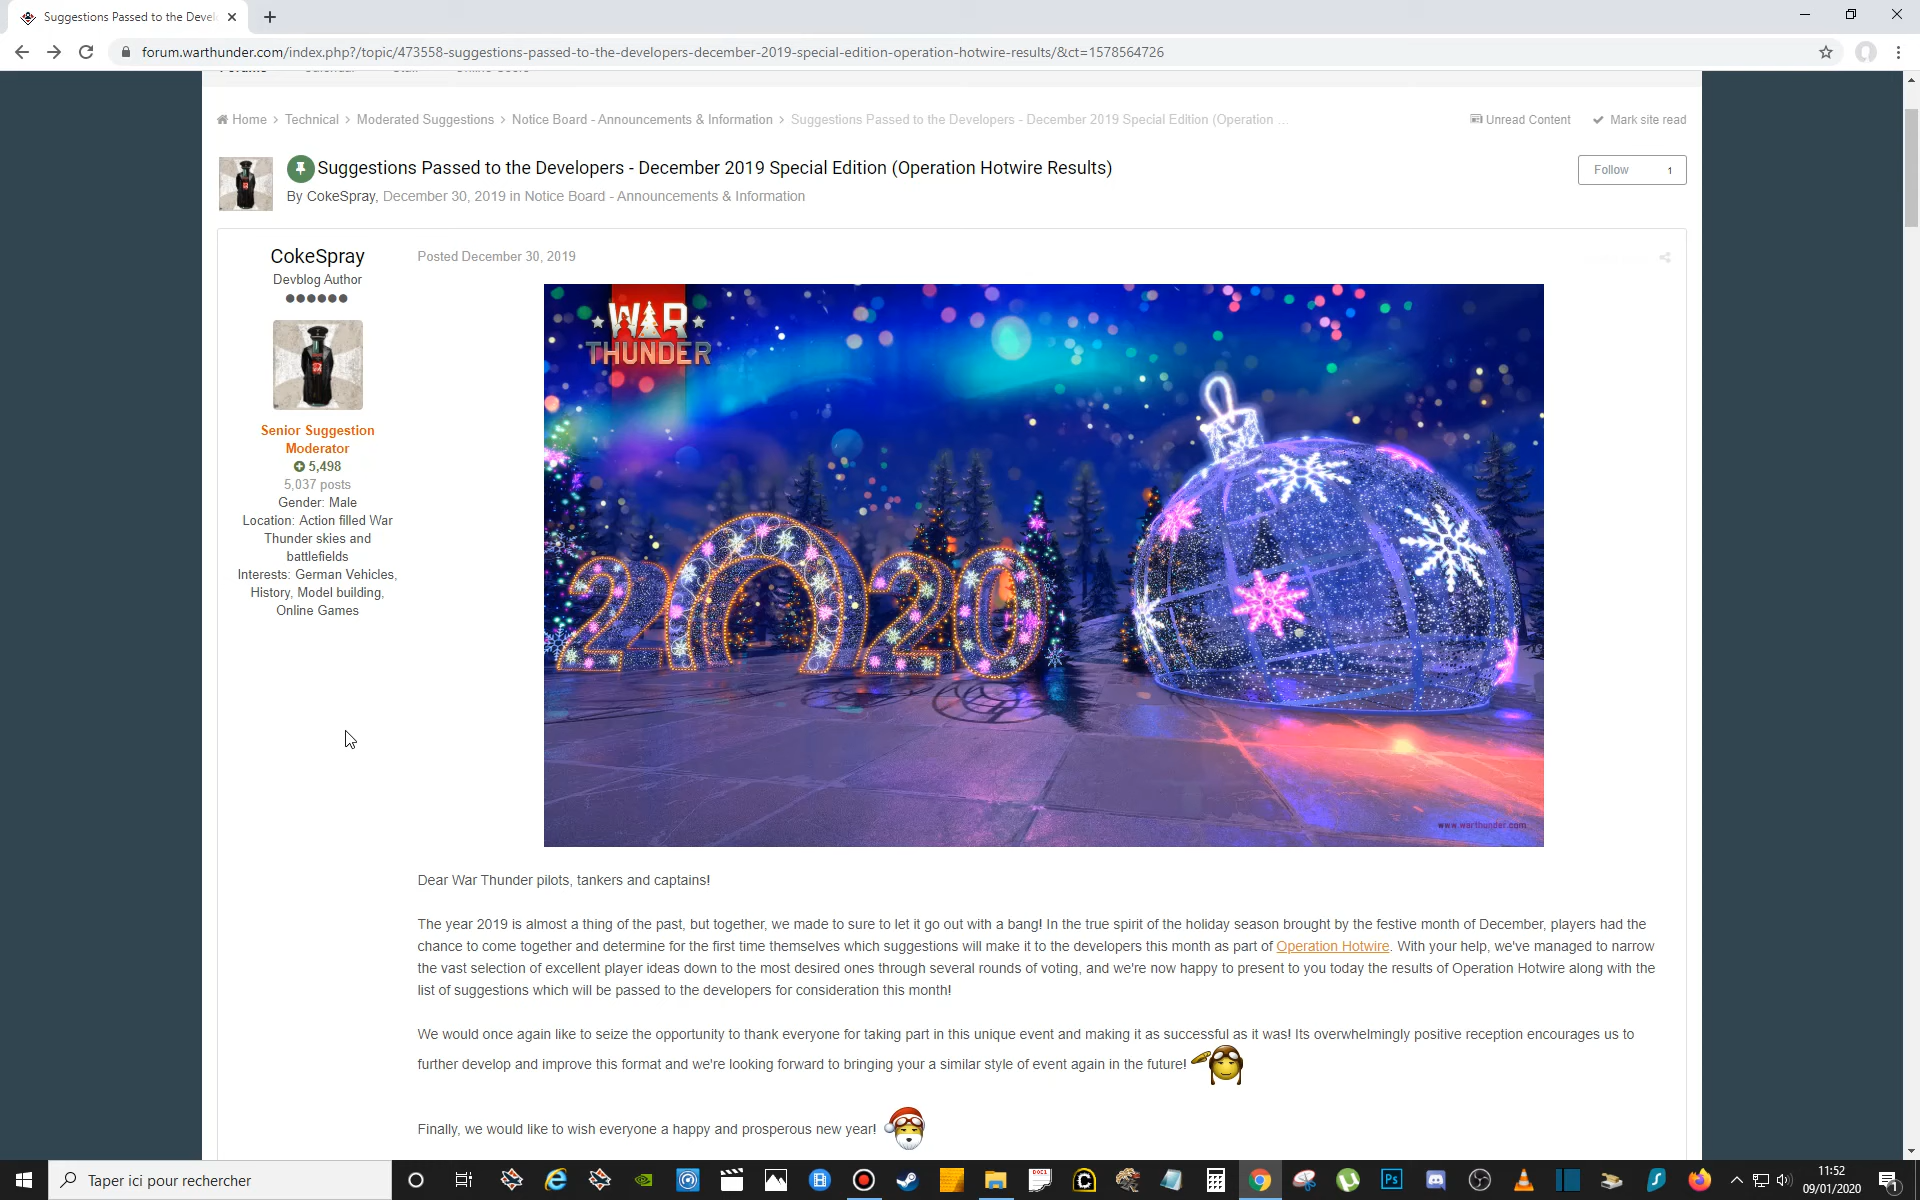 Suggestions Passed to the Devel
forum.warthunder.com/index.php?/topic/473558-suggestions-passed-to-the-developers-december-2019-special-edition-operation-hotwire-results/&ct=1578564726
Home > Technical > Moderated Suggestions > Notice Board - Announcements & Information > Suggestions Passed to the Developers - December 2019 Special Edition (Operation ...
Unread Content
Mark site read
Suggestions Passed to the Developers - December 2019 Special Edition (Operation Hotwire Results)
By CokeSpray, December 30, 2019 in Notice Board - Announcements & Information
Follow 1
CokeSpray
Devblog Author
Senior Suggestion
Moderator
5,498
5,037 posts
Gender: Male
Location: Action filled War
Thunder skies and
battlefields
Interests: German Vehicles,
History, Model building,
Online Games
Posted December 30, 2019
WAR
THUNDER
2020
www.warthunder.com
Dear War Thunder pilots, tankers and captains!
The year 2019 is almost a thing of the past, but together, we made to sure to let it go out with a bang! In the true spirit of the holiday season brought by the festive month of December, players had the
chance to come together and determine for the first time themselves which suggestions will make it to the developers this month as part of Operation Hotwire. With your help, we've managed to narrow
the vast selection of excellent player ideas down to the most desired ones through several rounds of voting, and we're now happy to present to you today the results of Operation Hotwire along with the
list of suggestions which will be passed to the developers for consideration this month!
We would once again like to seize the opportunity to thank everyone for taking part in this unique event and making it as successful as it was! Its overwhelmingly positive reception encourages us to
further develop and improve this format and we're looking forward to bringing your a similar style of event again in the future!
Finally, we would like to wish everyone a happy and prosperous new year!
Taper ici pour rechercher
Ps
11:52
09/01/2020
1